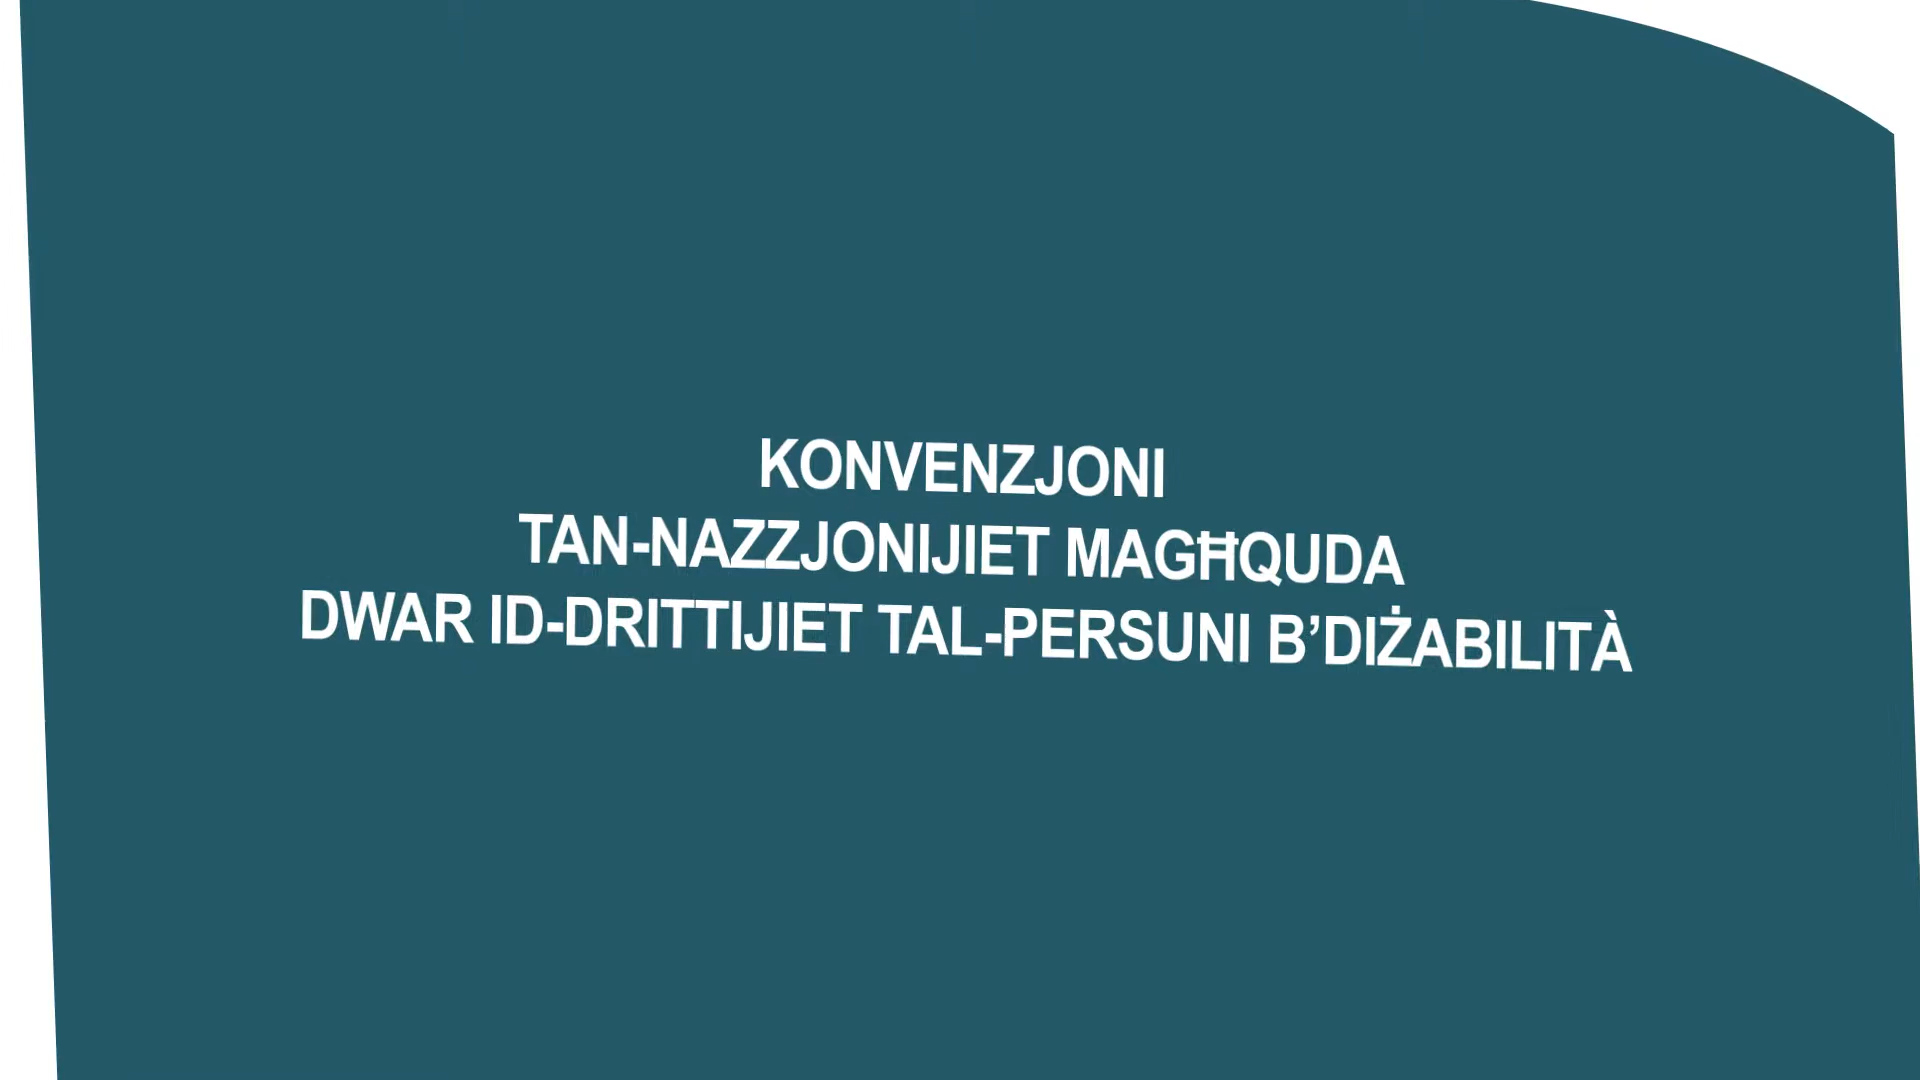 KONVENZJONI
TAN-NAZZJONIJIET MAGĦQUDA
DWAR ID-DRITTIJIET TAL-PERSUNI B’DIŻABILITÀ